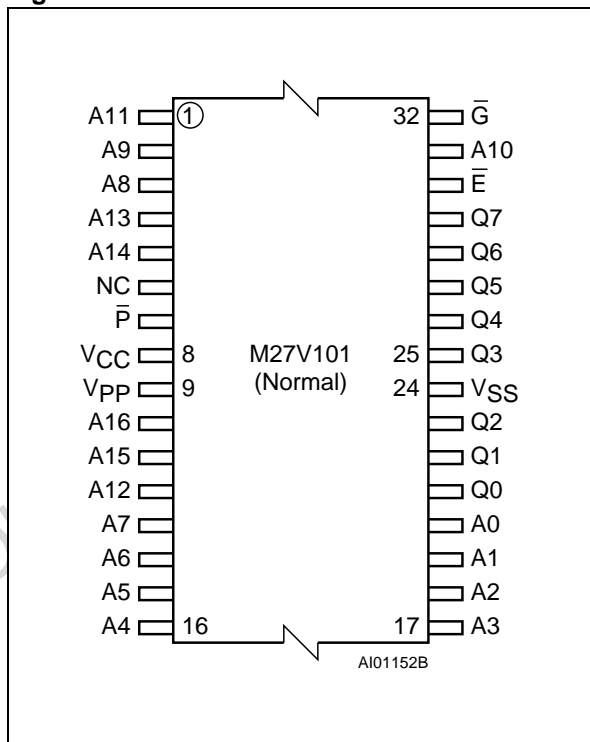 A11 1 32 G̅
A9 A10
A8 E̅
A13 Q7
A14 Q6
NC Q5
P̅ Q4
VCC 8 M27V101 25 Q3
VPP 9 (Normal) 24 VSS
A16 Q2
A15 Q1
A12 Q0
A7 A0
A6 A1
A5 A2
A4 16 17 A3
AI01152B